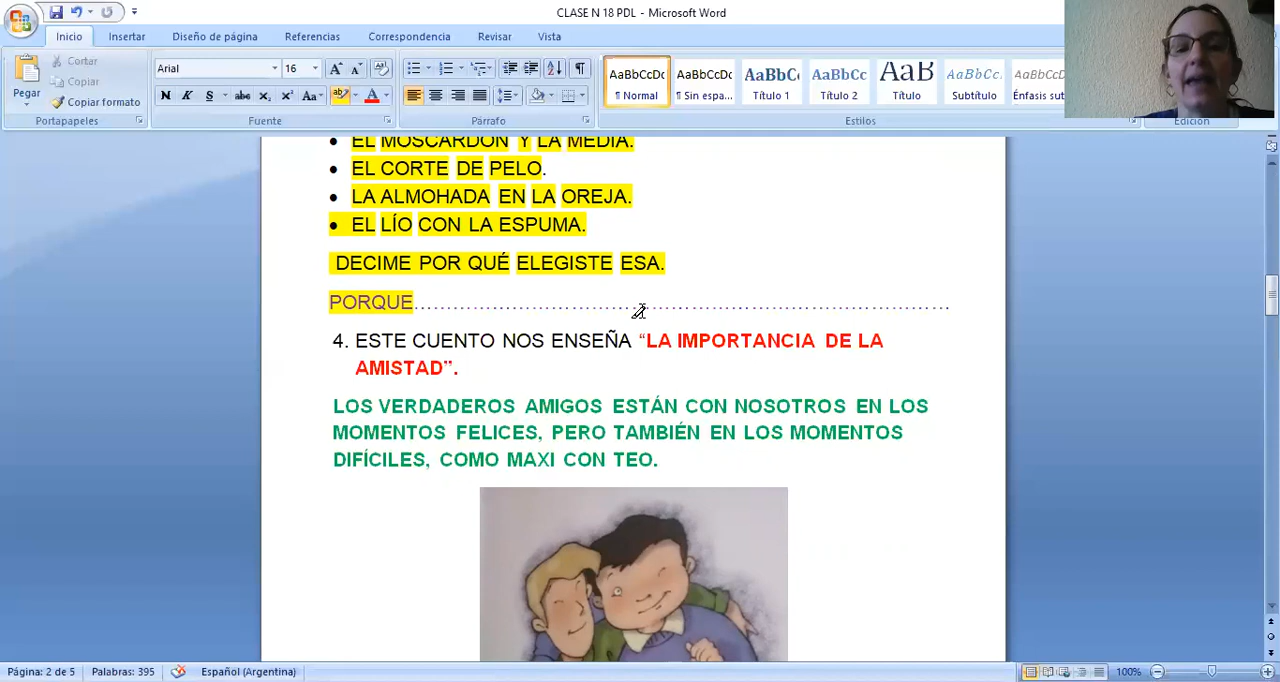 CLASE N 18 PDL - Microsoft Word
Inicio Insertar Diseño de página Referencias Correspondencia Revisar Vista
Pegar
Cortar
Copiar
Copiar formato
Portapapeles
Arial 16
N K S abc x₂ x² Aa
Fuente
Párrafo
AaBbCcDc AaBbCcDc AaBbCc AaBbCc AaB AaBbCc. AaBbCcDc
¶ Normal ¶ Sin espa... Título 1 Título 2 Título Subtítulo Énfasis sut...
Estilos
Edición
• EL MOSCARDÓN Y LA MEDIA.
• EL CORTE DE PELO.
• LA ALMOHADA EN LA OREJA.
• EL LÍO CON LA ESPUMA.
DECIME POR QUÉ ELEGISTE ESA.
PORQUE……………………………………………………………………
4. ESTE CUENTO NOS ENSEÑA “LA IMPORTANCIA DE LA
AMISTAD”.
LOS VERDADEROS AMIGOS ESTÁN CON NOSOTROS EN LOS
MOMENTOS FELICES, PERO TAMBIÉN EN LOS MOMENTOS
DIFÍCILES, COMO MAXI CON TEO.
Página: 2 de 5 Palabras: 395 Español (Argentina) 100%